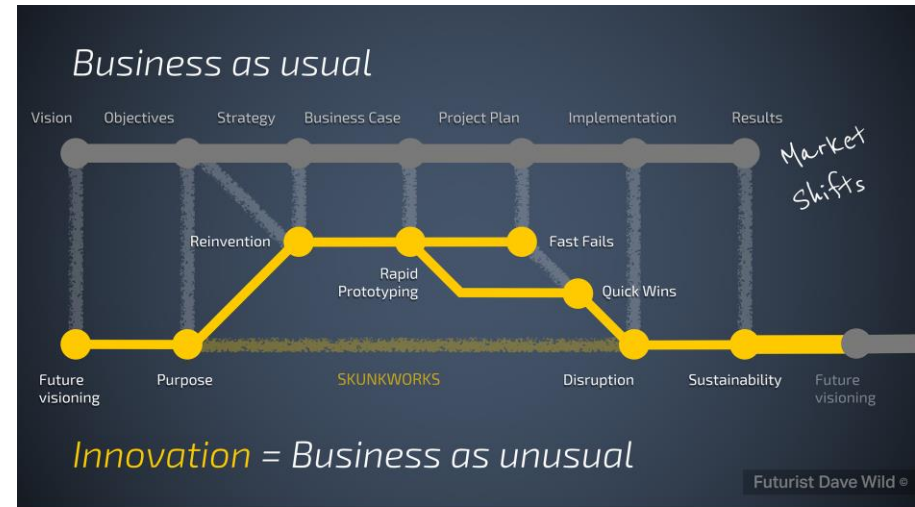 Business as usual
Vision Objectives Strategy Business Case Project Plan Implementation Results
Market
Shifts
Reinvention Fast Fails
Rapid
Prototyping Quick Wins
Future
visioning Purpose SKUNKWORKS Disruption Sustainability Future
visioning
Innovation = Business as unusual
Futurist Dave Wild ©